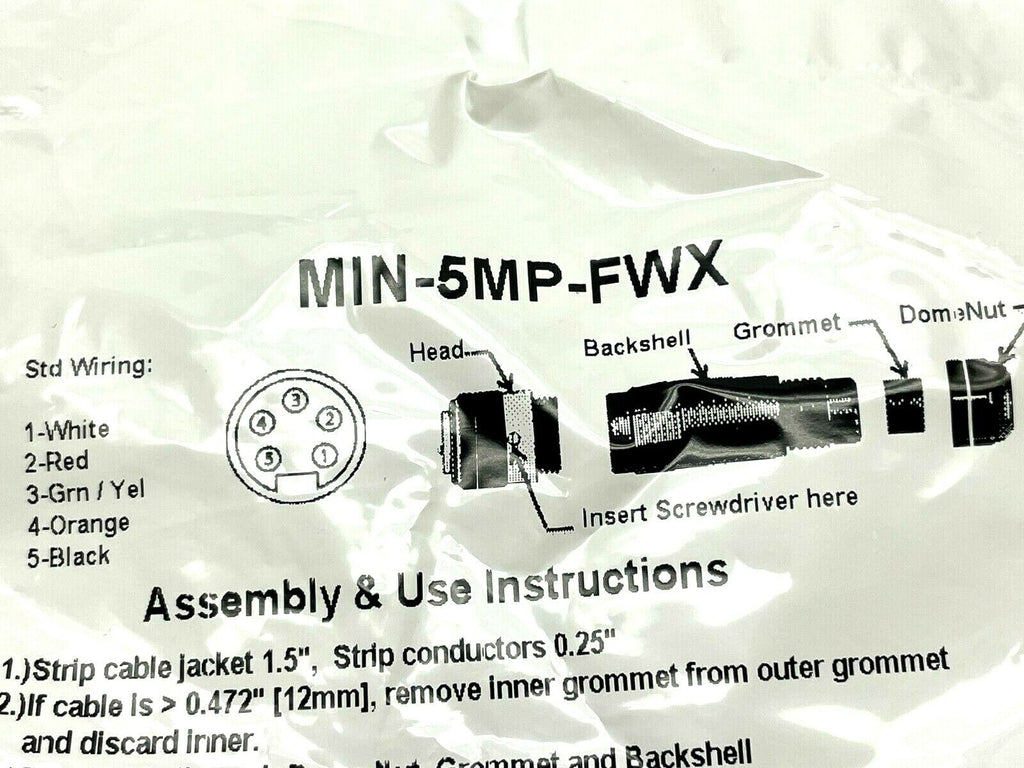 MIN-5MP-FWX
Std Wiring:
1-White
2-Red
3-Grn / Yel
4-Orange
5-Black
3
4
2
5
1
Head
Backshell
Grommet
DomeNut
Insert Screwdriver here
Assembly & Use Instructions
1.)Strip cable jacket 1.5", Strip conductors 0.25"
2.)If cable is > 0.472" [12mm], remove inner grommet from outer grommet
and discard inner.
Nut, Grommet and Backshell